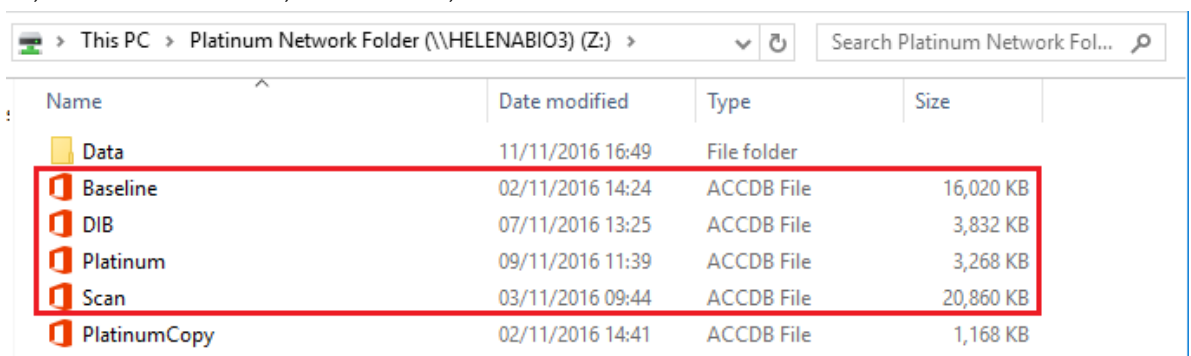 This PC > Platinum Network Folder (\\HELENABIO3) (Z:) > Search Platinum Network Fol...
Name Date modified Type Size
Data 11/11/2016 16:49 File folder
Baseline 02/11/2016 14:24 ACCDB File 16,020 KB
DIB 07/11/2016 13:25 ACCDB File 3,832 KB
Platinum 09/11/2016 11:39 ACCDB File 3,268 KB
Scan 03/11/2016 09:44 ACCDB File 20,860 KB
PlatinumCopy 02/11/2016 14:41 ACCDB File 1,168 KB